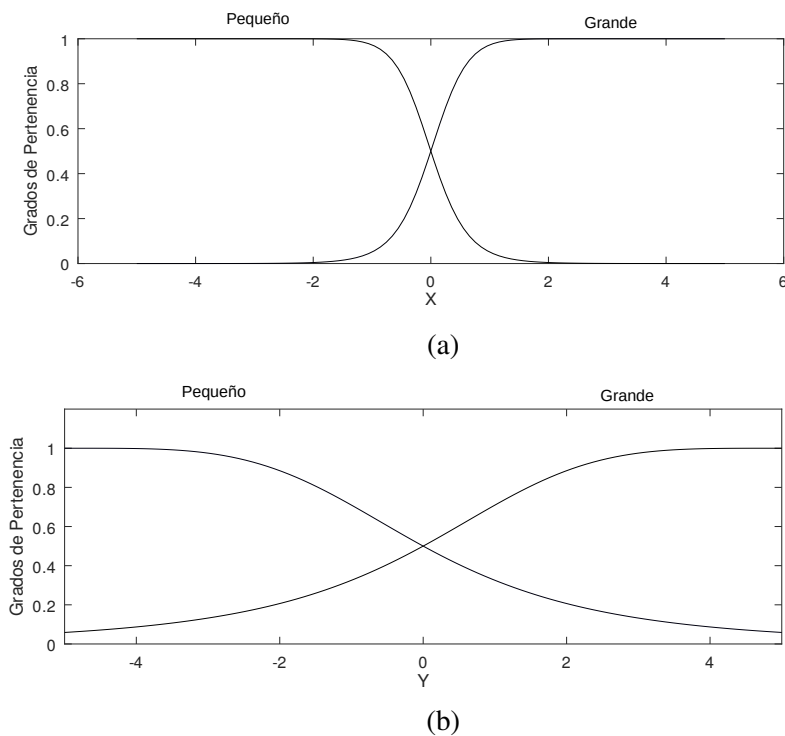 Pequeño Grande
Grados de Pertenencia
1
0.8
0.6
0.4
0.2
0
-6 -4 -2 0 2 4 6
X
(a)
Pequeño Grande
Grados de Pertenencia
1
0.8
0.6
0.4
0.2
0
-4 -2 0 2 4
Y
(b)